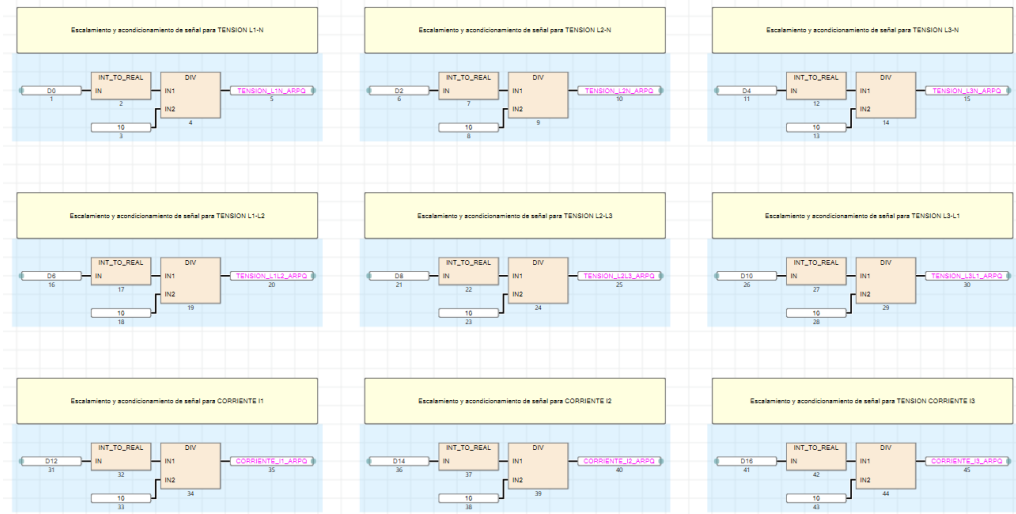 Escalamiento y acondicionamiento de señal para TENSION L1-N
D0
1
INT_TO_REAL
IN
2
10
3
DIV
IN1
IN2
4
TENSION_L1N_ARPQ
5
Escalamiento y acondicionamiento de señal para TENSION L2-N
D2
6
INT_TO_REAL
IN
7
10
8
DIV
IN1
IN2
9
TENSION_L2N_ARPQ
10
Escalamiento y acondicionamiento de señal para TENSION L3-N
D4
11
INT_TO_REAL
IN
12
10
13
DIV
IN1
IN2
14
TENSION_L3N_ARPQ
15
Escalamiento y acondicionamiento de señal para TENSION L1-L2
D6
16
INT_TO_REAL
IN
17
10
18
DIV
IN1
IN2
19
TENSION_L1L2_ARPQ
20
Escalamiento y acondicionamiento de señal para TENSION L2-L3
D8
21
INT_TO_REAL
IN
22
10
23
DIV
IN1
IN2
24
TENSION_L2L3_ARPQ
25
Escalamiento y acondicionamiento de señal para TENSION L3-L1
D10
26
INT_TO_REAL
IN
27
10
28
DIV
IN1
IN2
29
TENSION_L3L1_ARPQ
30
Escalamiento y acondicionamiento de señal para CORRIENTE I1
D12
31
INT_TO_REAL
IN
32
10
33
DIV
IN1
IN2
34
CORRIENTE_I1_ARPQ
35
Escalamiento y acondicionamiento de señal para CORRIENTE I2
D14
36
INT_TO_REAL
IN
37
10
38
DIV
IN1
IN2
39
CORRIENTE_I2_ARPQ
40
Escalamiento y acondicionamiento de señal para TENSION CORRIENTE I3
D16
41
INT_TO_REAL
IN
42
10
43
DIV
IN1
IN2
44
CORRIENTE_I3_ARPQ
45